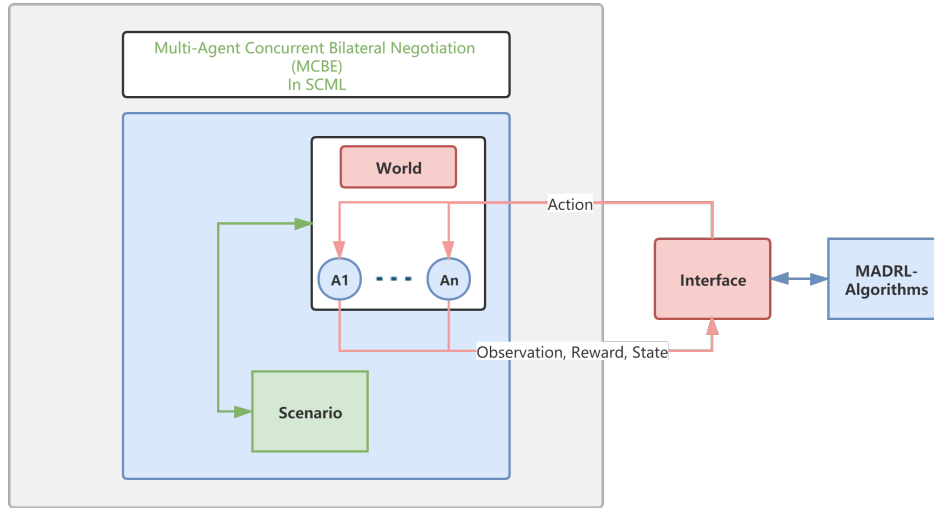 Multi-Agent Concurrent Bilateral Negotiation
(MCBE)
In SCML
World
Action
A1
An
Interface
MADRL-
Algorithms
Observation, Reward, State
Scenario